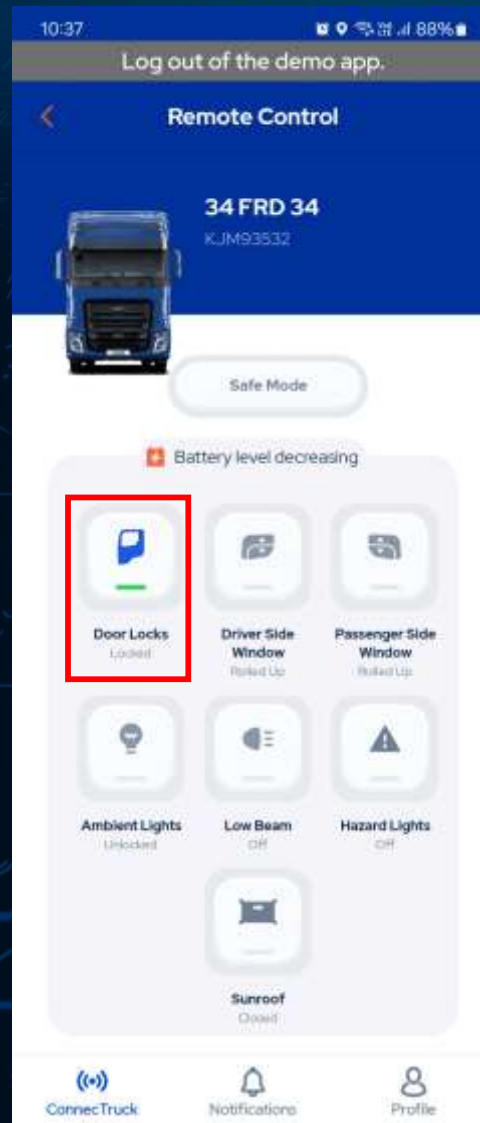 10:37
88%
Log out of the demo app.
Remote Control
34 FRD 34
KJM93532
Safe Mode
Battery level decreasing
Door Locks
Locked
Driver Side
Window
Rolled Up
Passenger Side
Window
Rolled Up
Ambient Lights
Unlocked
Low Beam
Off
Hazard Lights
Off
Sunroof
Closed
ConnecTruck
Notifications
Profile